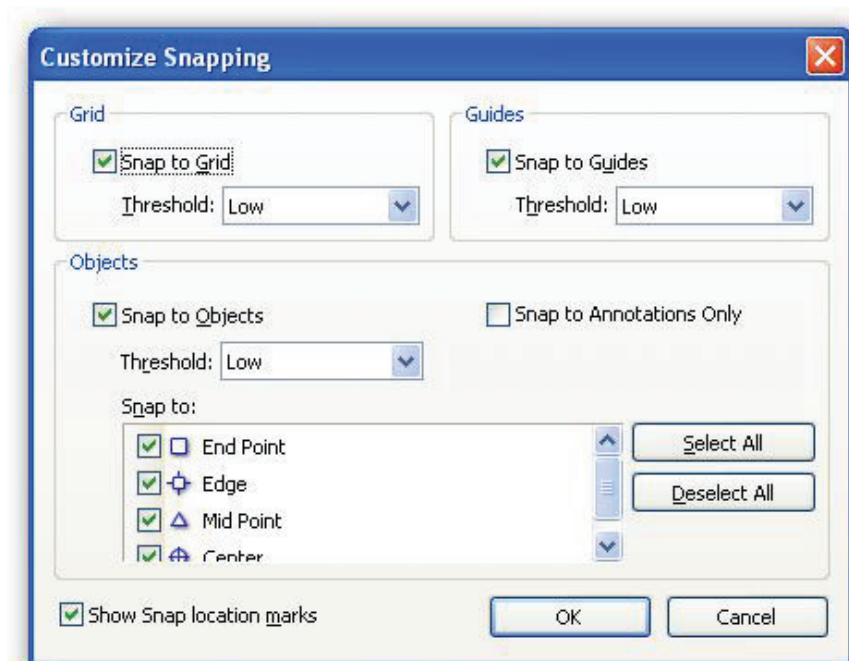 Customize Snapping
Grid
Guides
Snap to Grid
Snap to Guides
Threshold: Low
Threshold: Low
Objects
Snap to Objects
Snap to Annotations Only
Threshold: Low
Snap to:
End Point
Select All
Edge
Deselect All
Mid Point
Center
Show Snap location marks
OK
Cancel